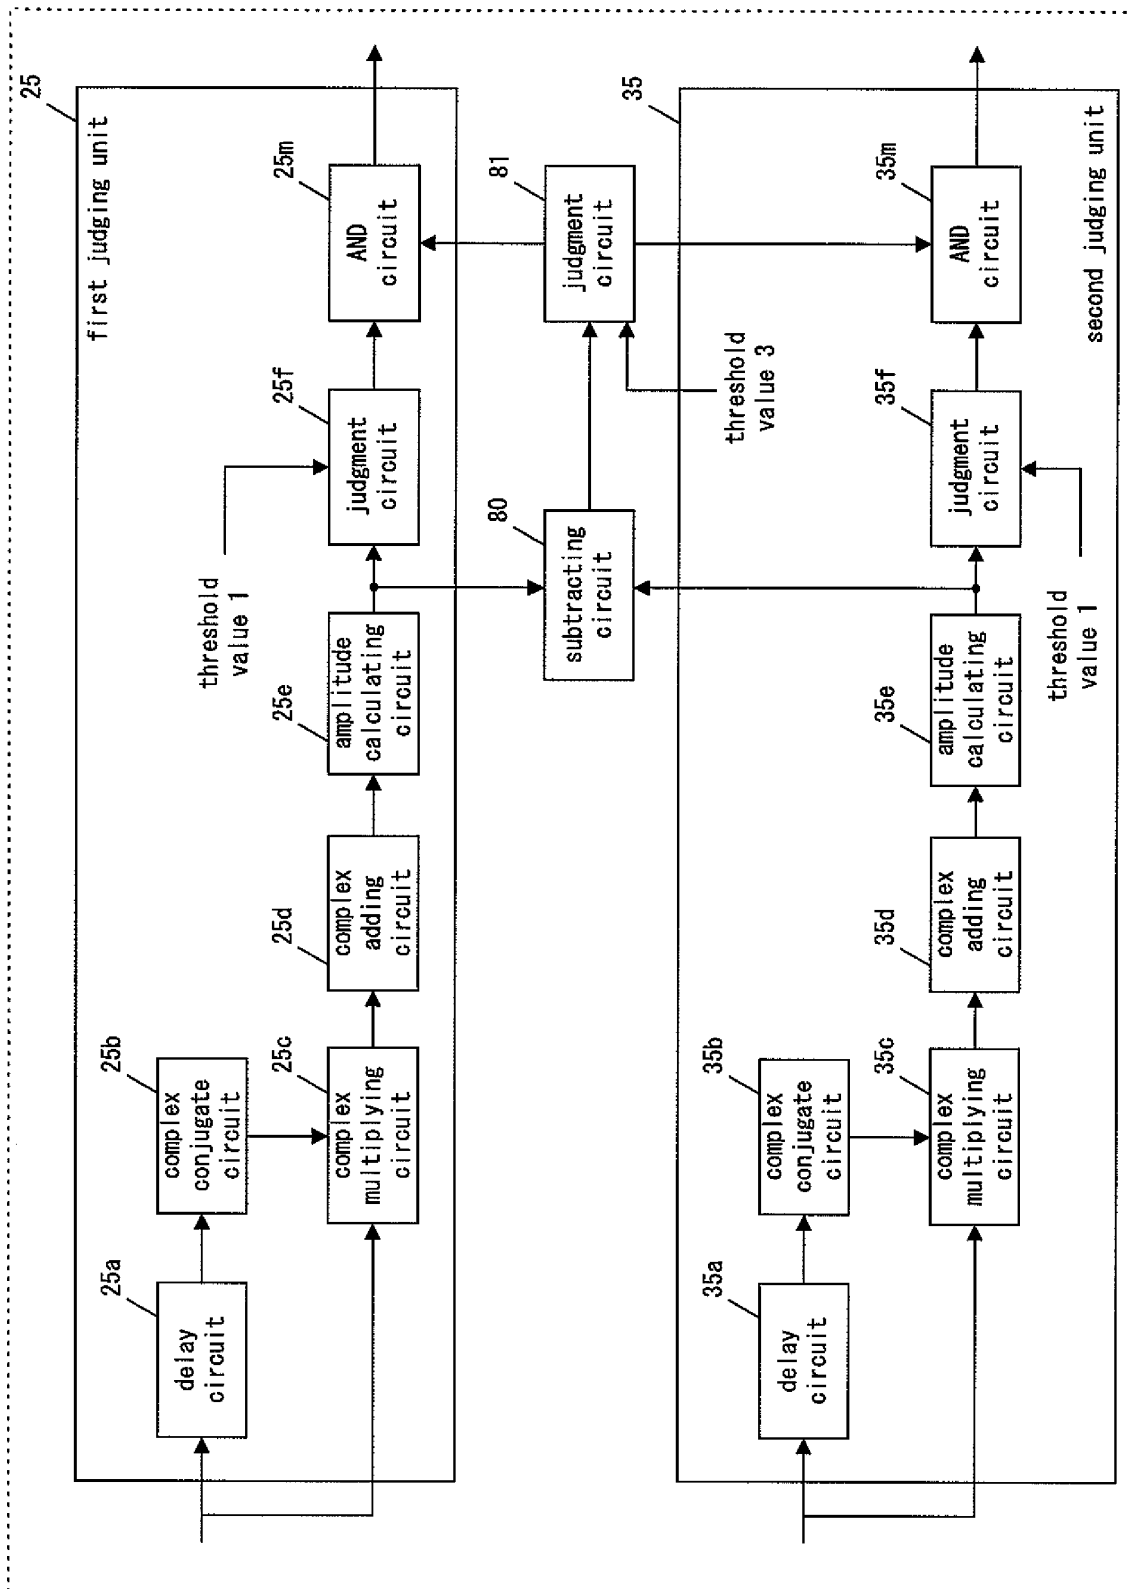 25
first judging unit
25a
delay
circuit
25b
complex
conjugate
circuit
25c
complex
multiplying
circuit
25d
complex
adding
circuit
25e
amplitude
calculating
circuit
threshold
value 1
25f
judgment
circuit
25m
AND
circuit
80
subtracting
circuit
81
judgment
circuit
threshold
value 3
35
35a
delay
circuit
35b
complex
conjugate
circuit
35c
complex
multiplying
circuit
35d
complex
adding
circuit
35e
amplitude
calculating
circuit
threshold
value 1
35f
judgment
circuit
35m
AND
circuit
second judging unit